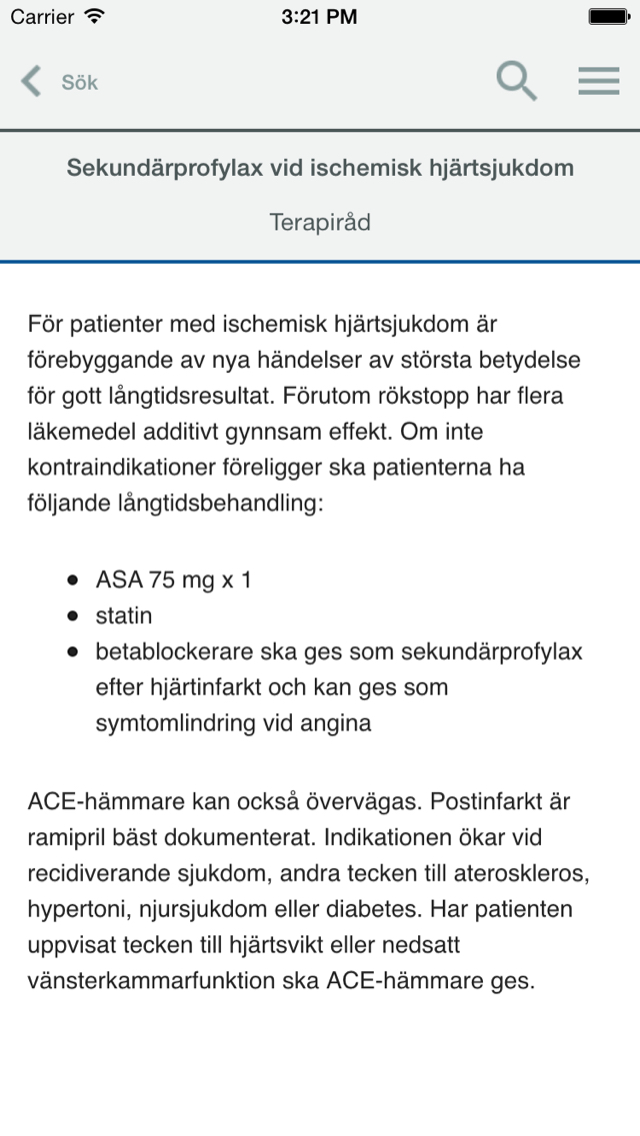 Carrier
3:21 PM
Sök
Sekundärprofylax vid ischemisk hjärtsjukdom
Terapiråd
För patienter med ischemisk hjärtsjukdom är
förebyggande av nya händelser av största betydelse
för gott långtidsresultat. Förutom rökstopp har flera
läkemedel additivt gynnsam effekt. Om inte
kontraindikationer föreligger ska patienterna ha
följande långtidsbehandling:
• ASA 75 mg x 1
• statin
• betablockerare ska ges som sekundärprofylax
efter hjärtinfarkt och kan ges som
symtomlindring vid angina
ACE-hämmare kan också övervägas. Postinfarkt är
ramipril bäst dokumenterat. Indikationen ökar vid
recidiverande sjukdom, andra tecken till ateroskleros,
hypertoni, njursjukdom eller diabetes. Har patienten
uppvisat tecken till hjärtsvikt eller nedsatt
vänsterkammarfunktion ska ACE-hämmare ges.